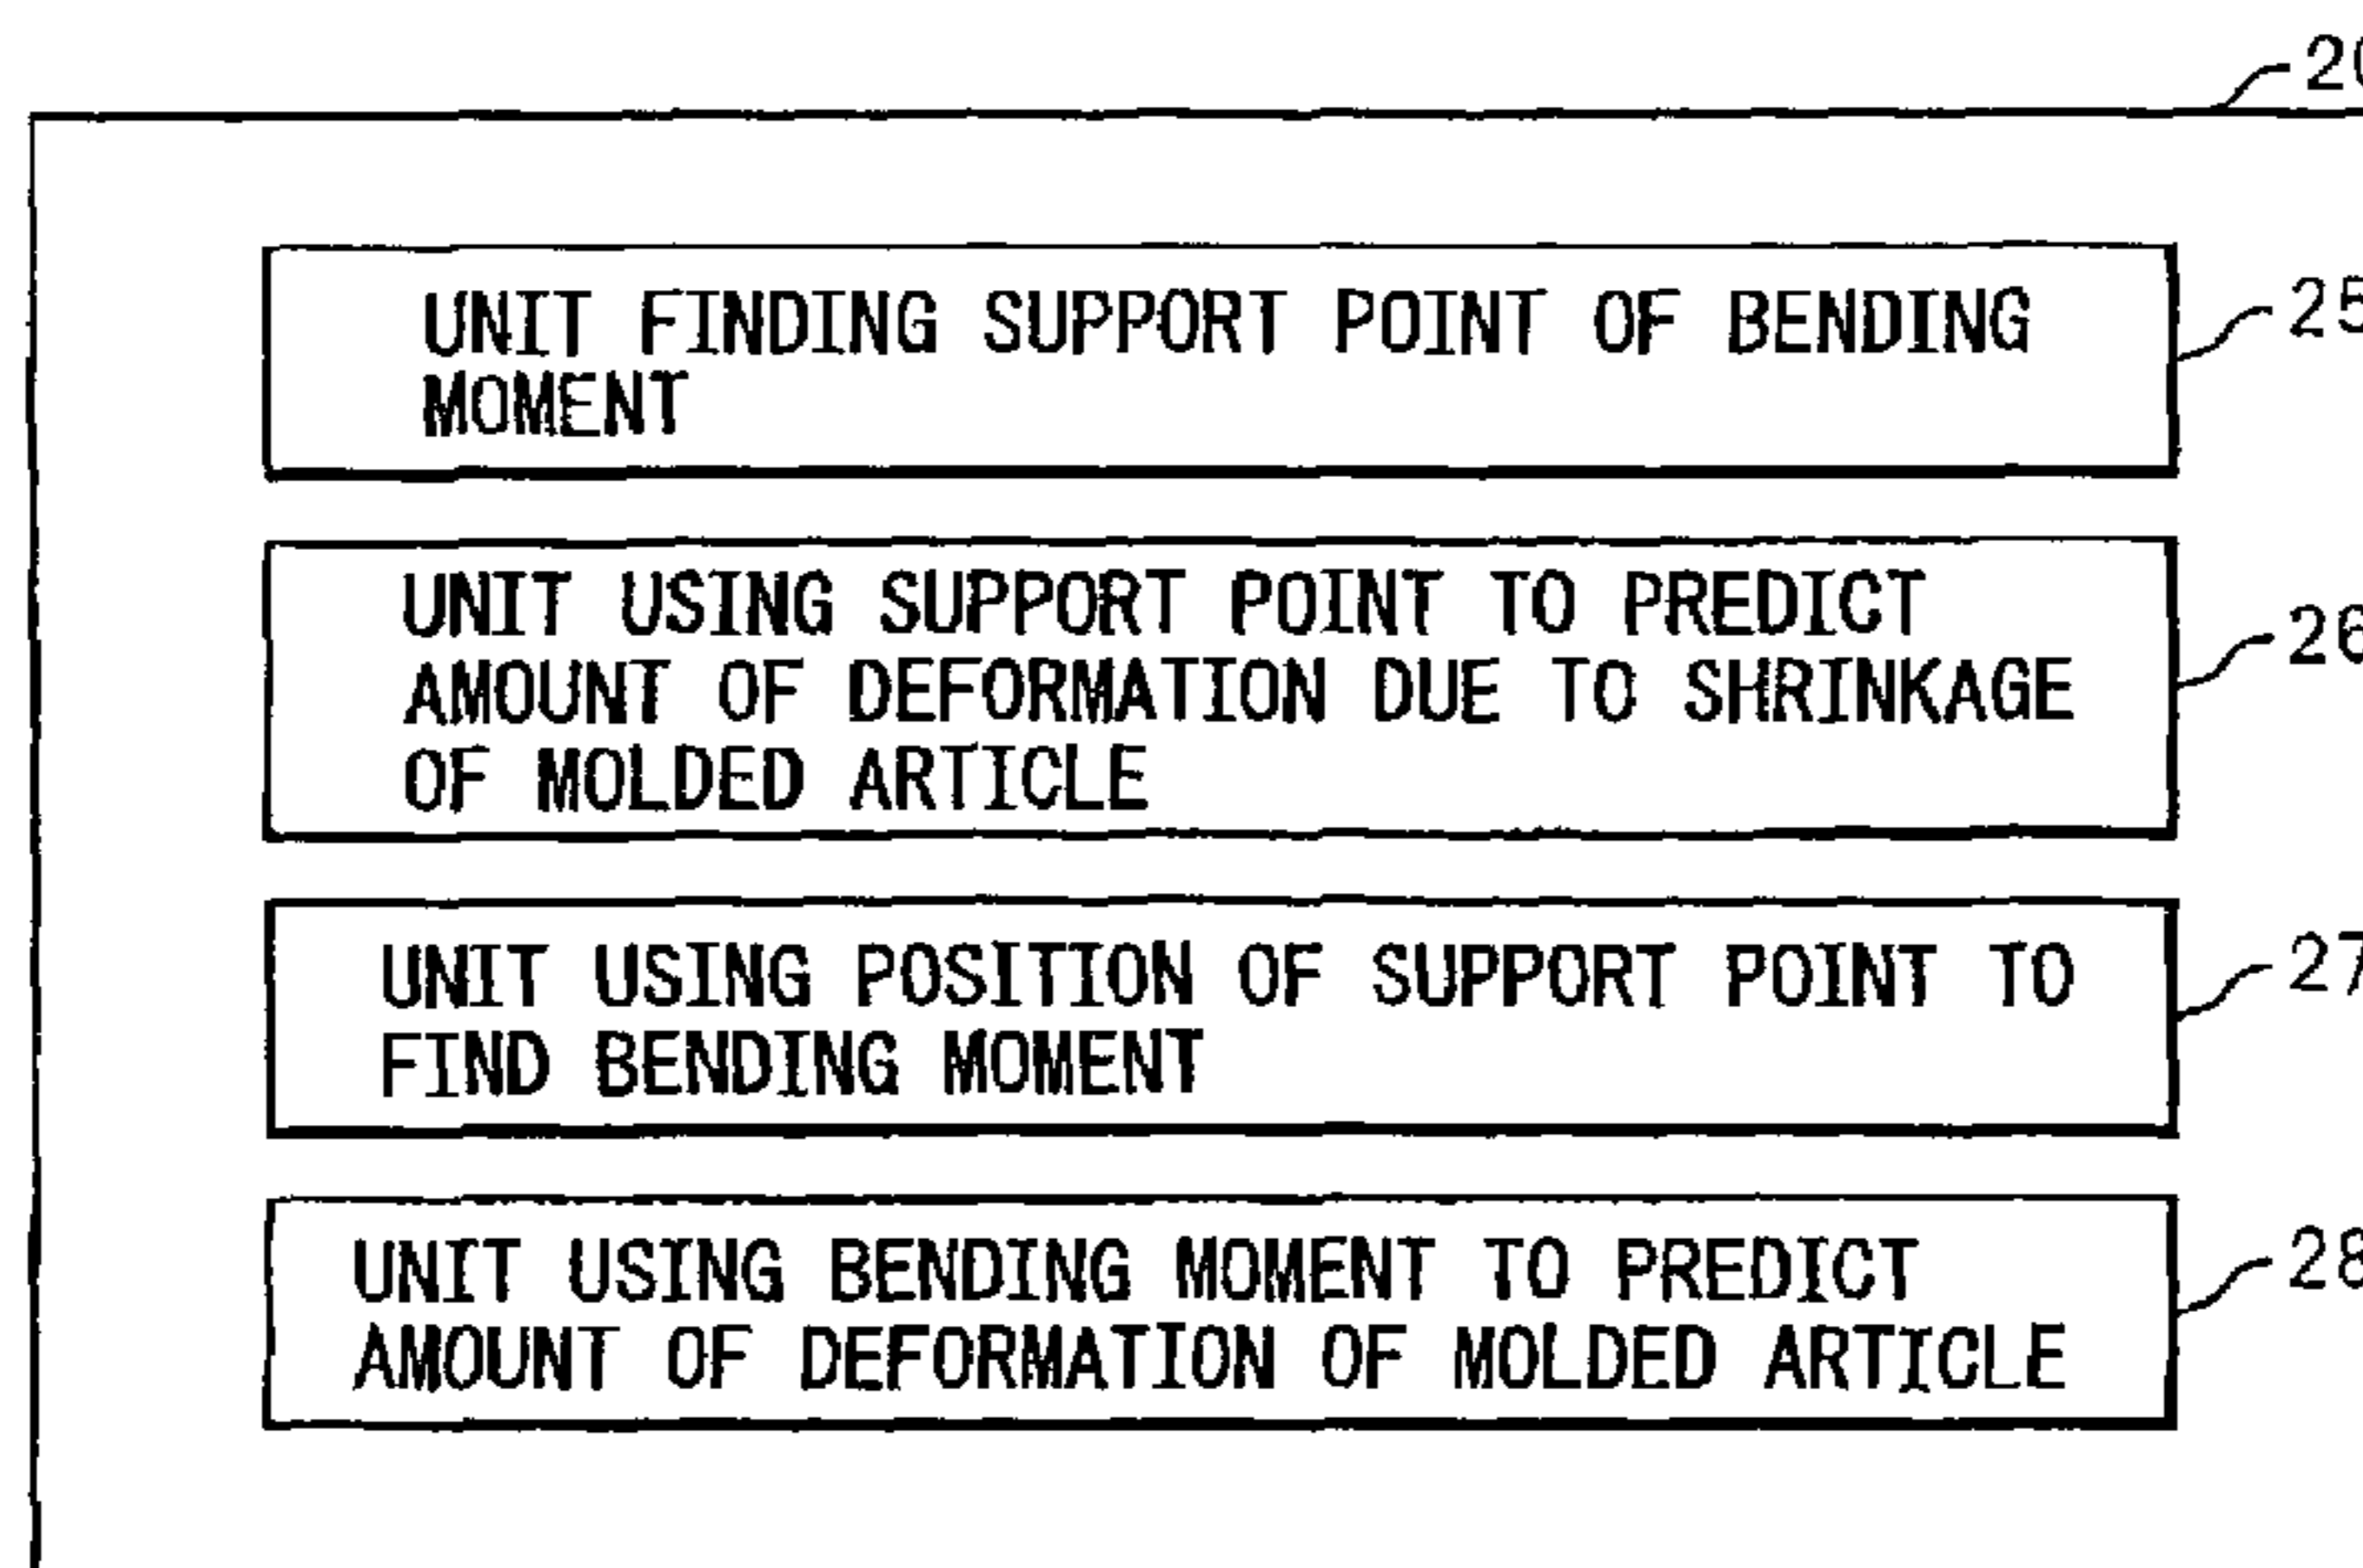 20
UNIT FINDING SUPPORT POINT OF BENDING
MOMENT
25
UNIT USING SUPPORT POINT TO PREDICT
AMOUNT OF DEFORMATION DUE TO SHRINKAGE
OF MOLDED ARTICLE
26
UNIT USING POSITION OF SUPPORT POINT TO
FIND BENDING MOMENT
27
UNIT USING BENDING MOMENT TO PREDICT
AMOUNT OF DEFORMATION OF MOLDED ARTICLE
28